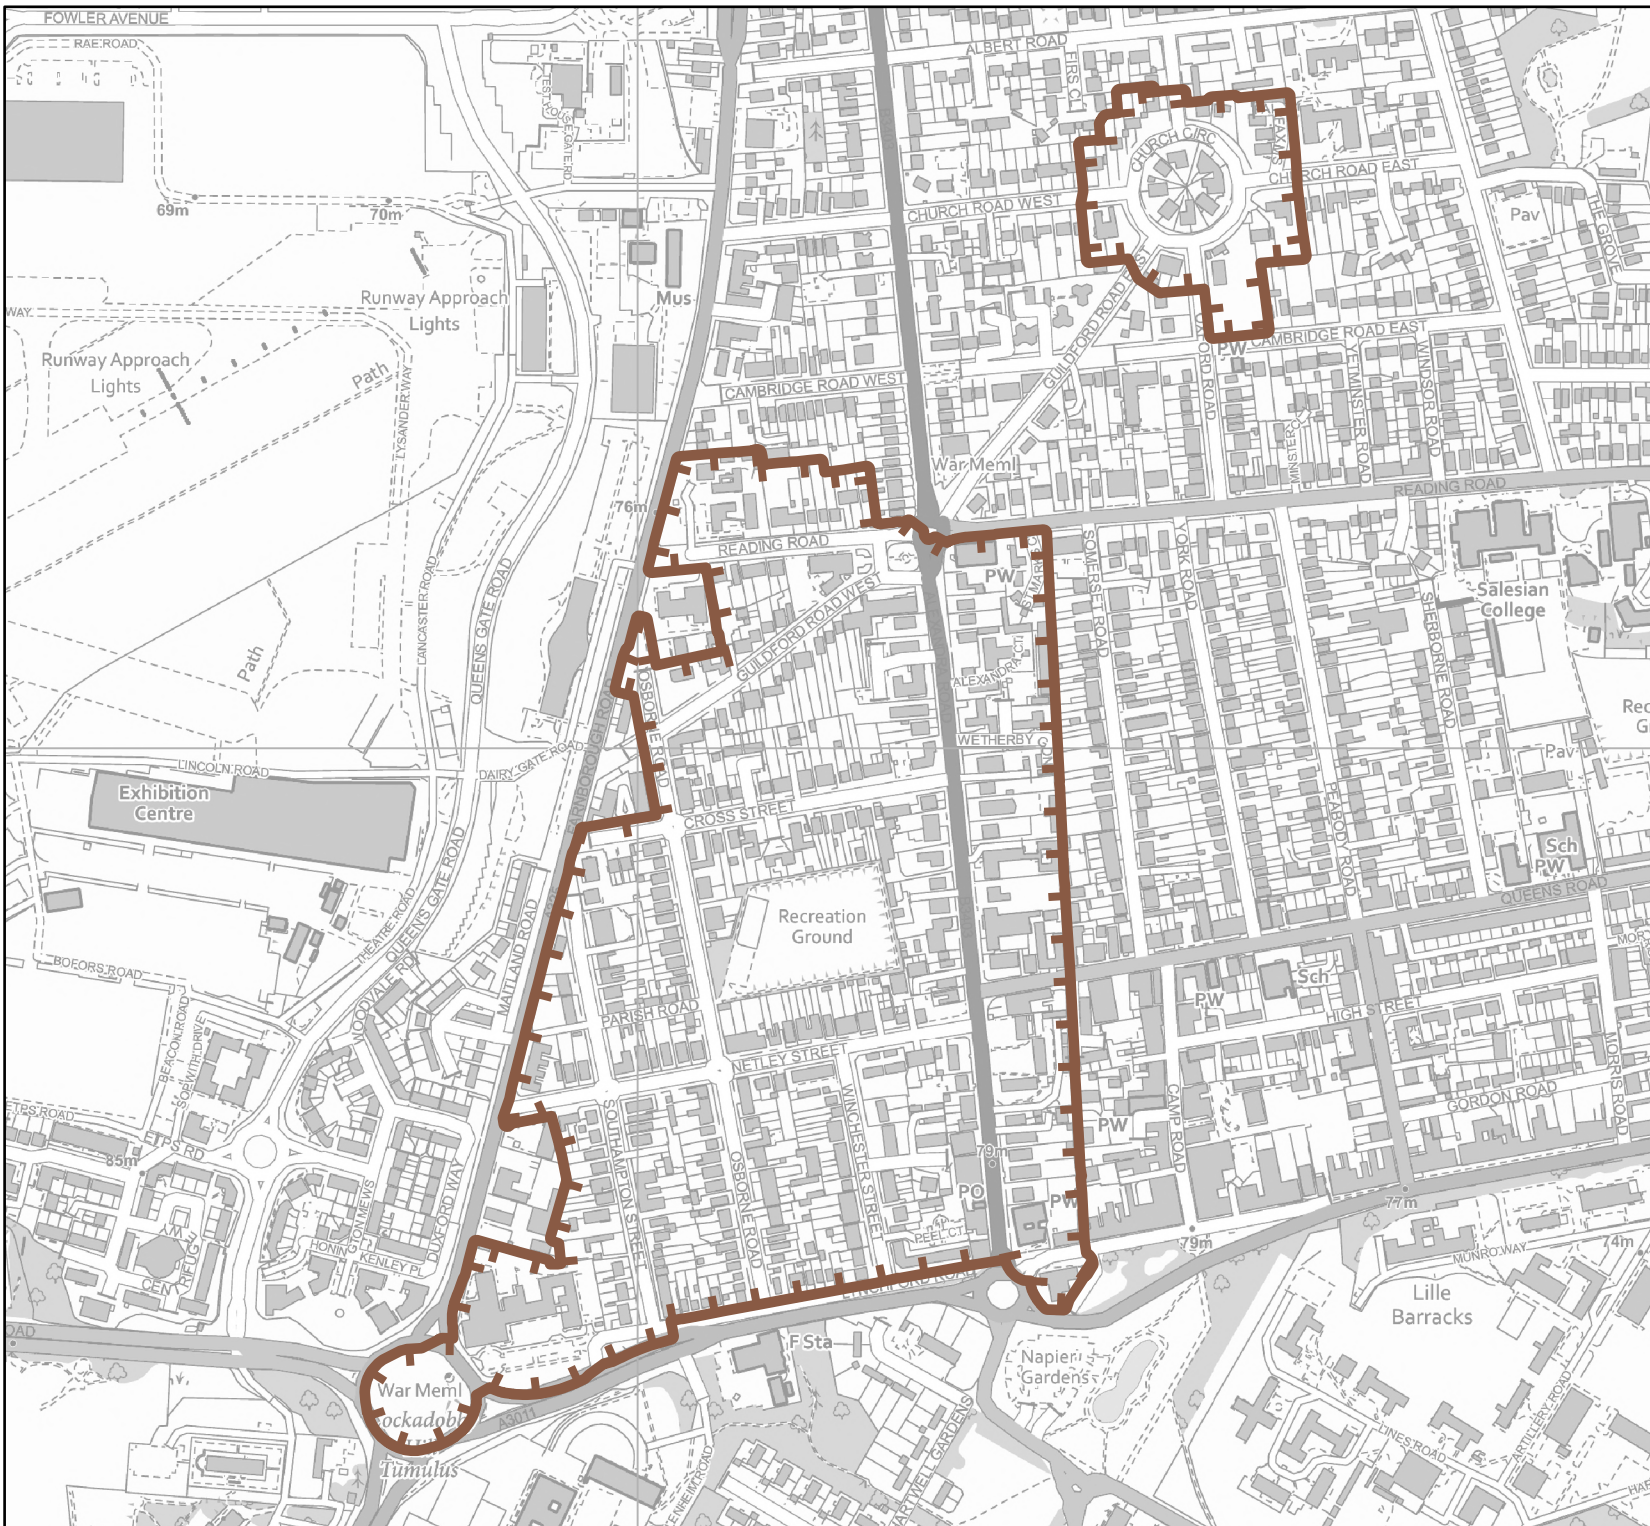 FOWLER AVENUE
RAE ROAD
ALBERT ROAD
CHURCH CIRC
CHURCH ROAD EAST
CHURCH ROAD WEST
THE GROVE
Pav
69m
70m
Mus
Runway Approach
Lights
WAY
Runway Approach
Lights
Path
LYSANDER WAY
CAMBRIDGE ROAD WEST
CAMBRIDGE ROAD EAST
PW
YETMINSTER ROAD
WINDSOR ROAD
War Meml
READING ROAD
76m
READING ROAD
PW
SOMERSET ROAD
YORK ROAD
Salesian
College
SHERBORNE ROAD
LANCASTER ROAD
QUEENS GATE ROAD
Path
GUILDFORD ROAD WEST
ALEXANDRA CT
WETHERBY
LINCOLN ROAD
DAIRY GATE ROAD
FARNBOROUGH ROAD
Pav
Exhibition
Centre
CROSS STREET
PEABODY ROAD
Sch
PW
QUEENS ROAD
Recreation
Ground
QUEENS GATE ROAD
THEATRE ROAD
MAITLAND ROAD
BOFORS ROAD
Sch
PW
HIGH STREET
PARISH ROAD
NETLEY STREET
BEACON ROAD
SOPWITH DRIVE
MORRIS ROAD
GORDON ROAD
ETPS ROAD
ETPS RD
85m
SOUTHAMPTON STREET
OSBORNE ROAD
WINCHESTER STREET
CAMP ROAD
PW
79m
PO
PW
77m
DUXFORD WAY
KENLEY PL
PEEL CT
79m
MUNRO WAY
74m
LYNCHFORD ROAD
Lille
Barracks
F Sta
Napier
Gardens
War Meml
A3011
Tumulus
LINES ROAD
ARTILLERY ROAD